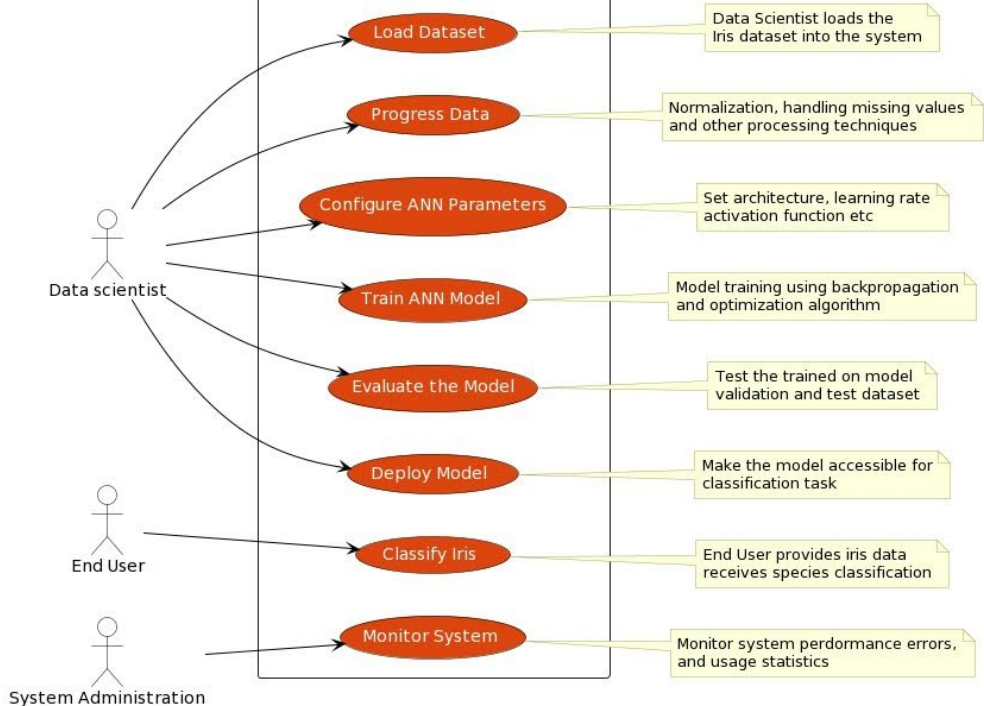 Load Dataset
Data Scientist loads the
Iris dataset into the system
Progress Data
Normalization, handling missing values
and other processing techniques
Configure ANN Parameters
Set architecture, learning rate
activation function etc
Data scientist
Train ANN Model
Model training using backpropagation
and optimization algorithm
Evaluate the Model
Test the trained on model
validation and test dataset
Deploy Model
Make the model accessible for
classification task
End User
Classify Iris
End User provides iris data
receives species classification
System Administration
Monitor System
Monitor system perdormance errors,
and usage statistics